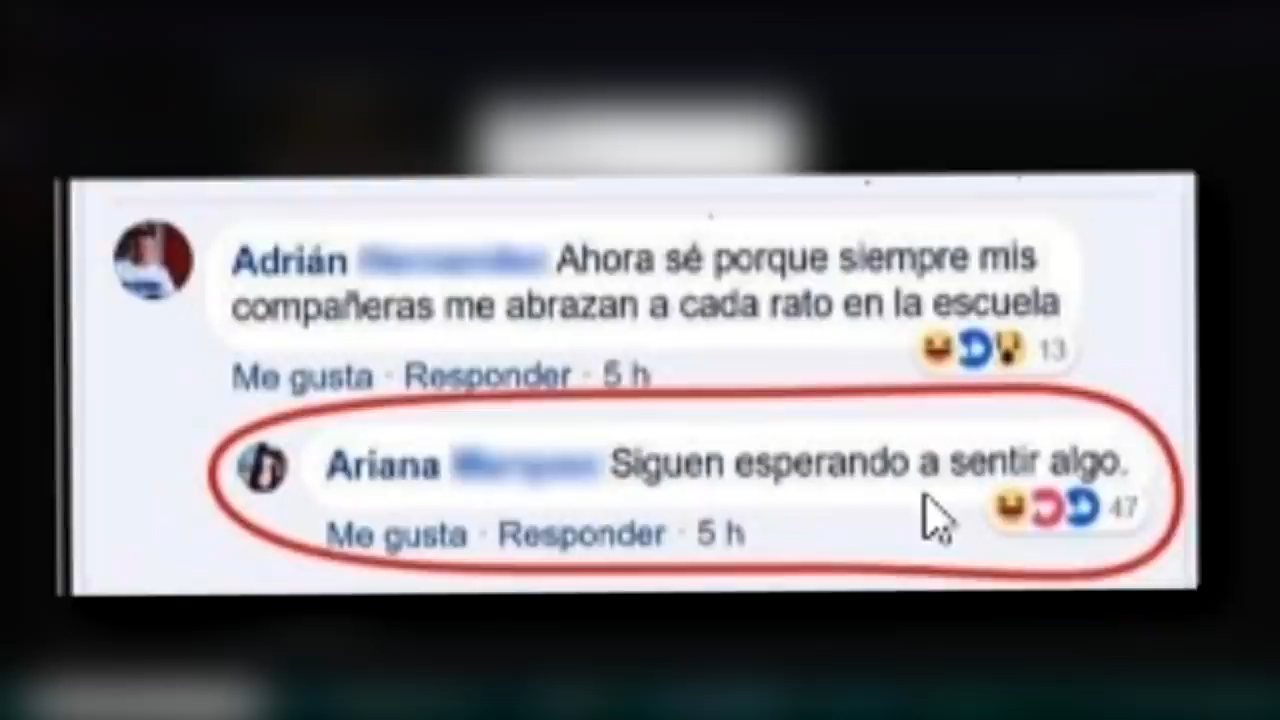 Adrián Ahora sé porque siempre mis
compañeras me abrazan a cada rato en la escuela
13
Me gusta · Responder · 5 h
Ariana Siguen esperando a sentir algo.
47
Me gusta · Responder · 5 h